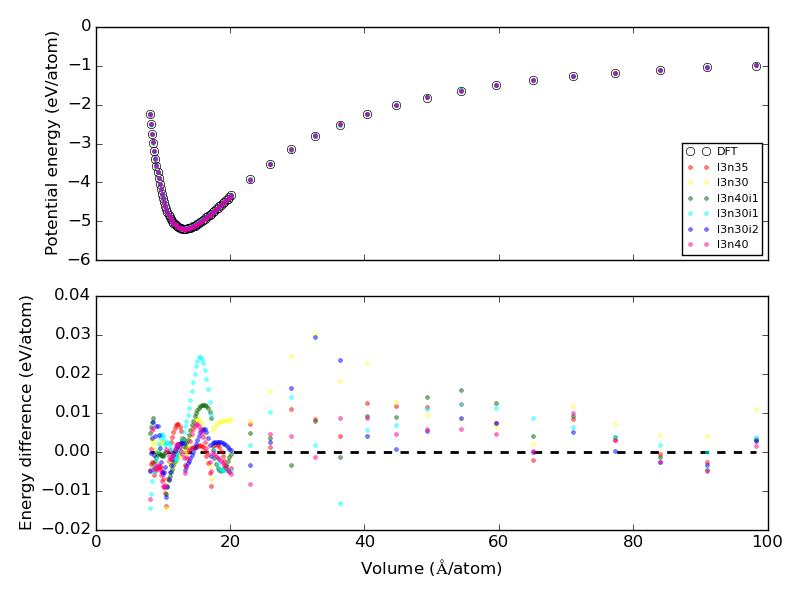 0
−1
−2
−3
−4
−5
−6
Potential energy (eV/atom)
DFT
l3n35
l3n30
l3n40i1
l3n30i1
l3n30i2
l3n40
0.04
0.03
0.02
0.01
0.00
−0.01
−0.02
Energy difference (eV/atom)
0 20 40 60 80 100
Volume (Å/atom)